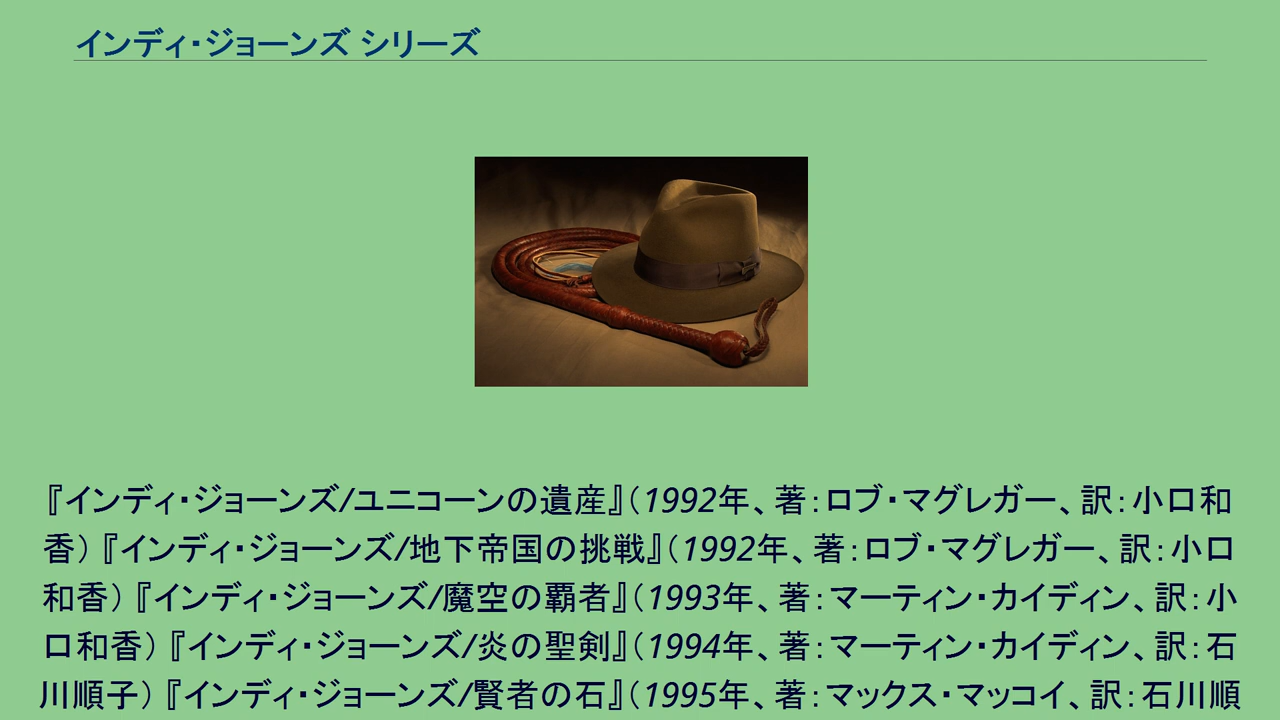 インディ・ジョーンズ シリーズ
『インディ・ジョーンズ/ユニコーンの遺産』（1992年、著：ロブ・マグレガー、訳：小口和
香）『インディ・ジョーンズ/地下帝国の挑戦』（1992年、著：ロブ・マグレガー、訳：小口
和香）『インディ・ジョーンズ/魔空の覇者』（1993年、著：マーティン・カイディン、訳：小
口和香）『インディ・ジョーンズ/炎の聖剣』（1994年、著：マーティン・カイディン、訳：石
川順子）『インディ・ジョーンズ/賢者の石』（1995年、著：マックス・マッコイ、訳：石川順